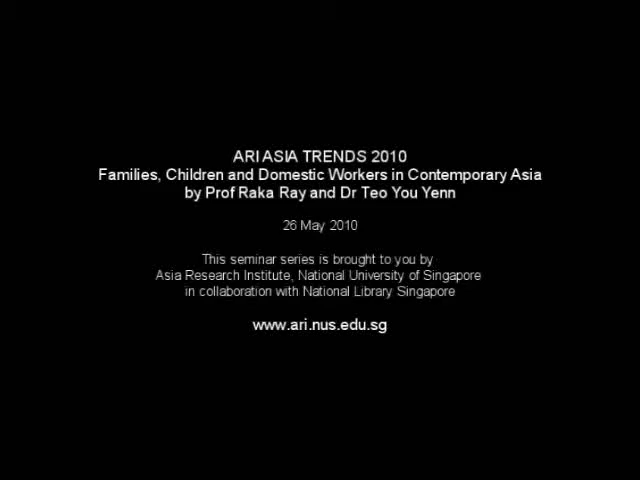 ARI ASIA TRENDS 2010
Families, Children and Domestic Workers in Contemporary Asia
by Prof Raka Ray and Dr Teo You Yenn
26 May 2010
This seminar series is brought to you by
Asia Research Institute, National University of Singapore
in collaboration with National Library Singapore
www.ari.nus.edu.sg